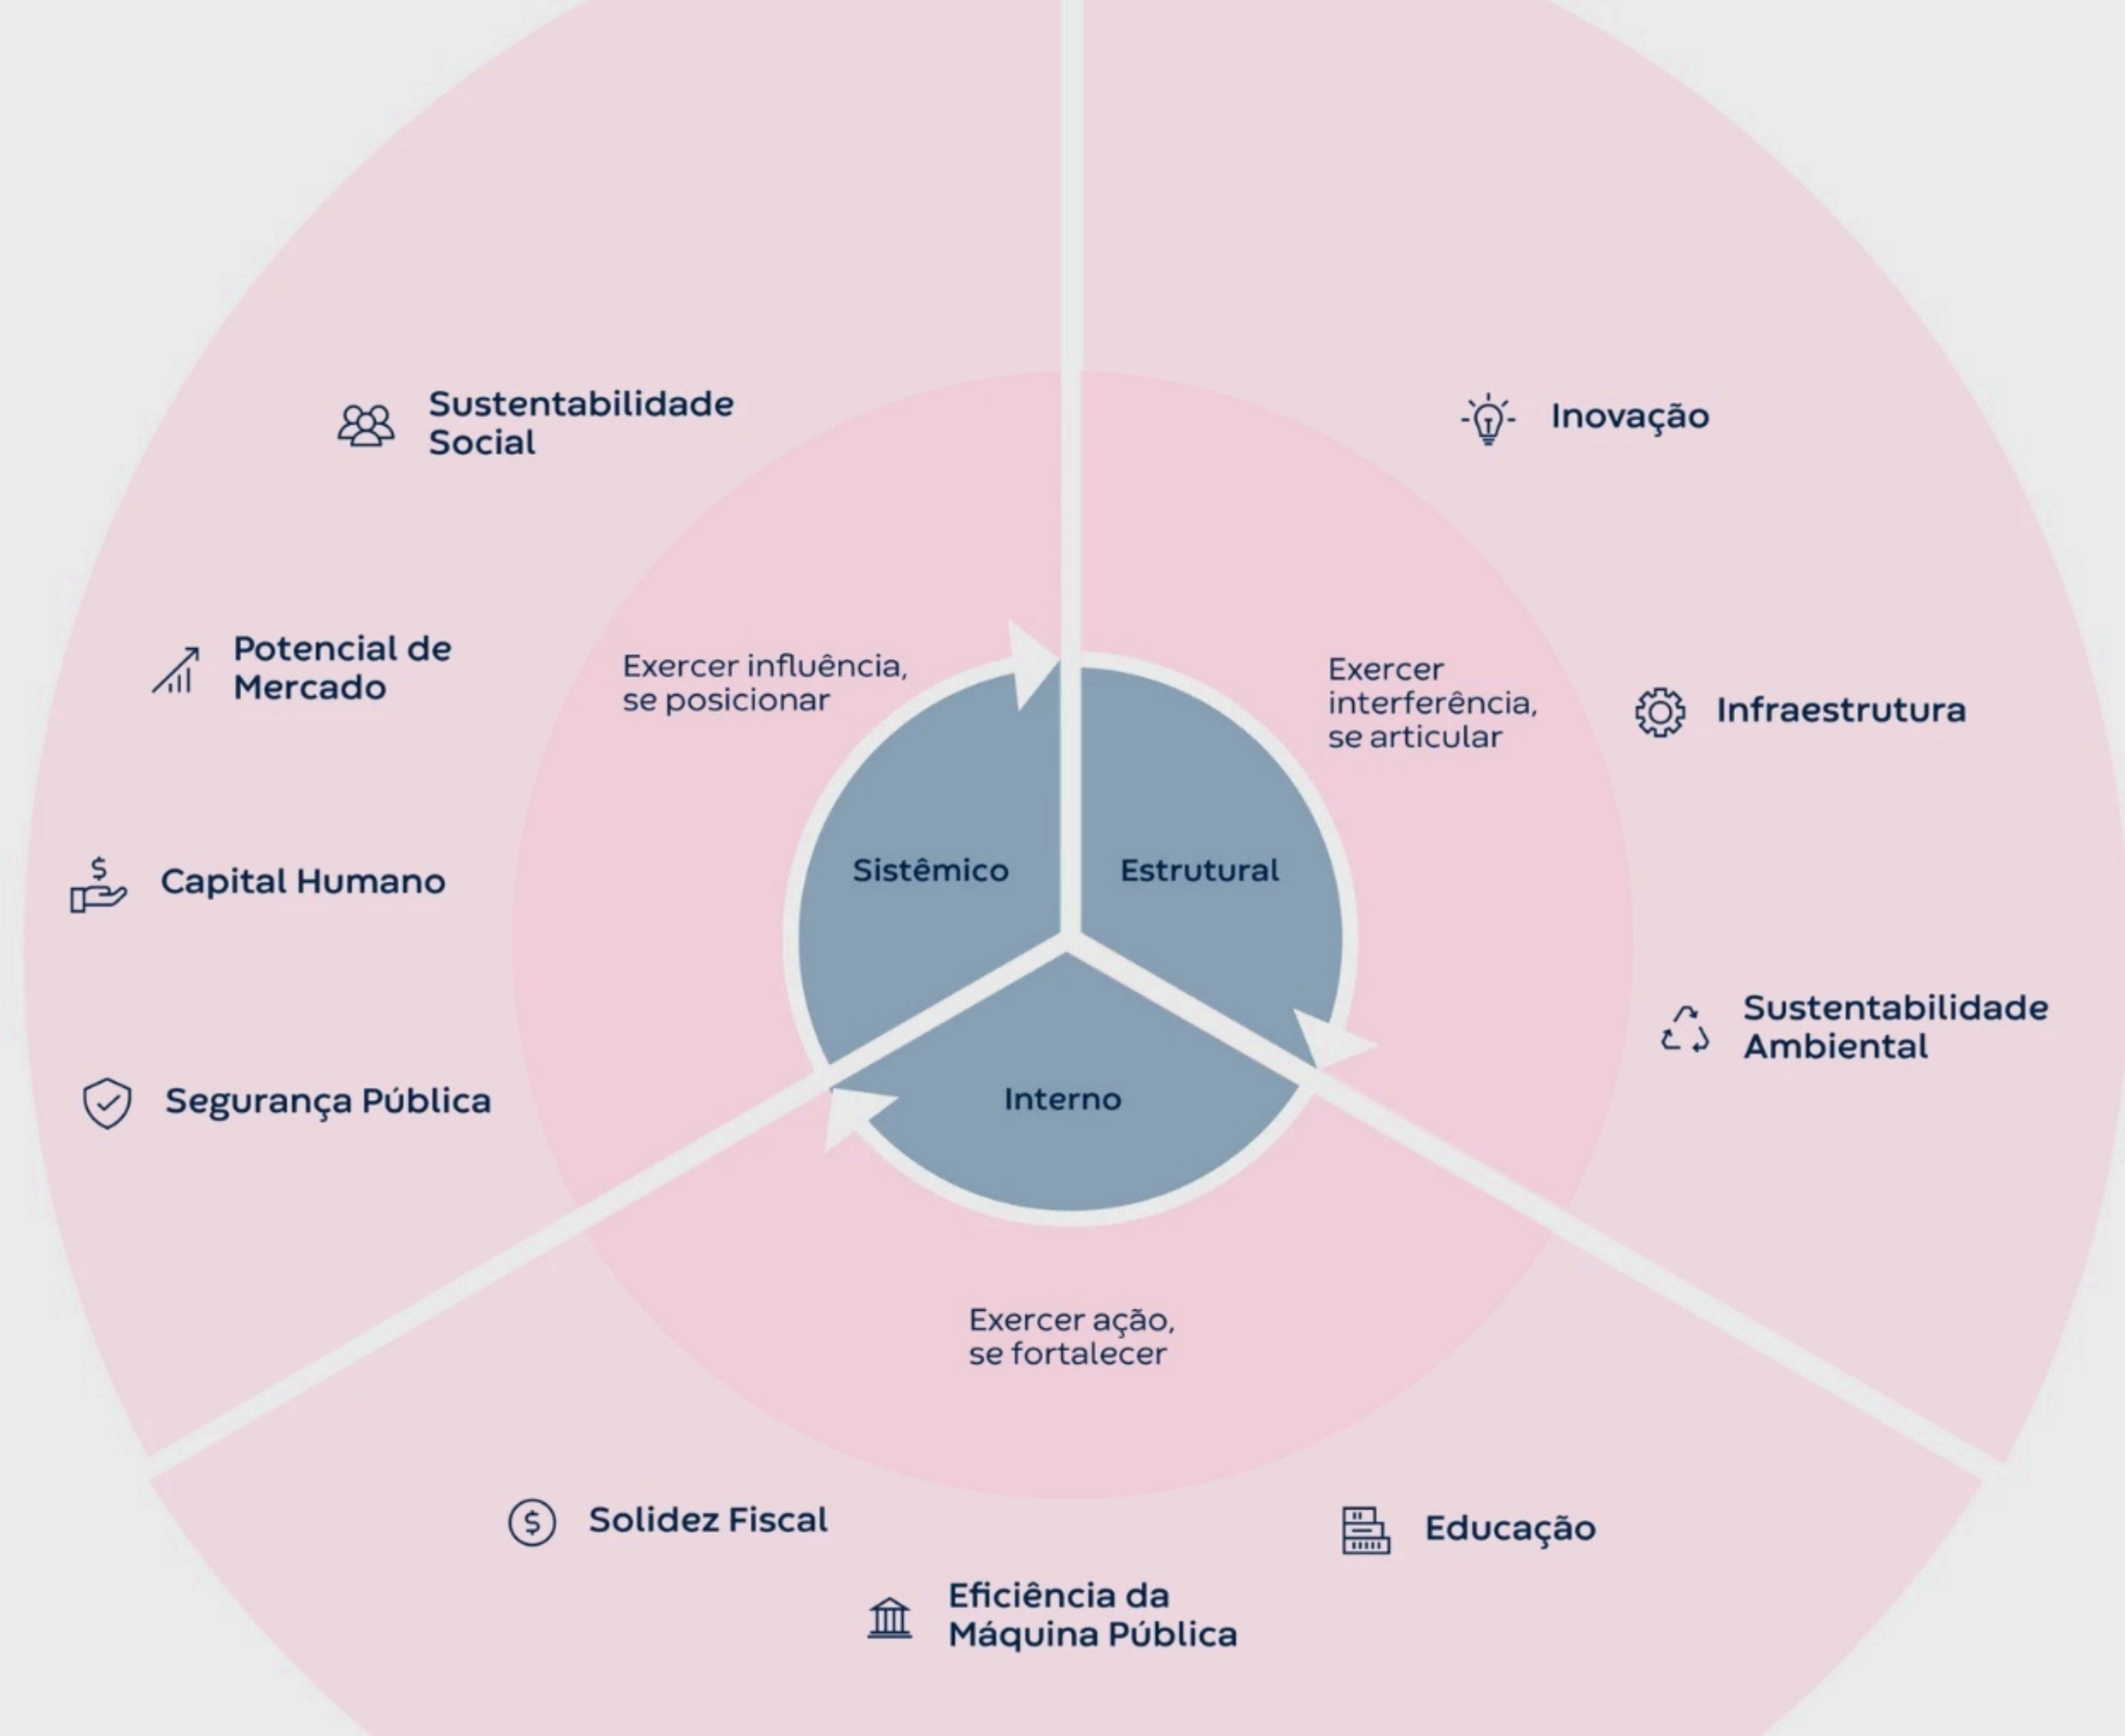 Sustentabilidade
Social
Inovação
Potencial de
Mercado
Exercer influência,
se posicionar
Exercer
interferência,
se articular
Infraestrutura
Capital Humano
Sistêmico
Estrutural
Sustentabilidade
Ambiental
Segurança Pública
Interno
Exercer ação,
se fortalecer
Solidez Fiscal
Educação
Eficiência da
Máquina Pública